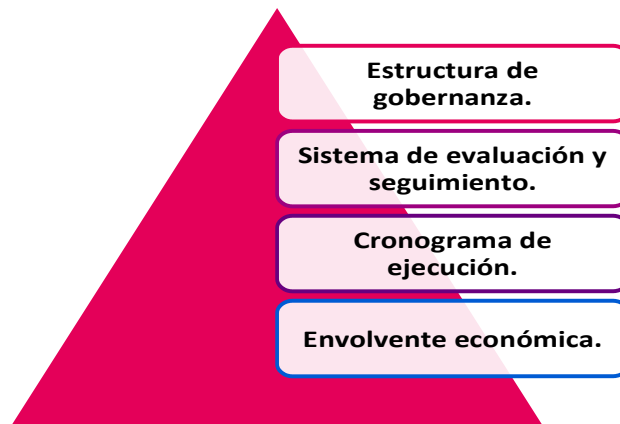 Estructura de
gobernanza.
Sistema de evaluación y
seguimiento.
Cronograma de
ejecución.
Envolvente económica.